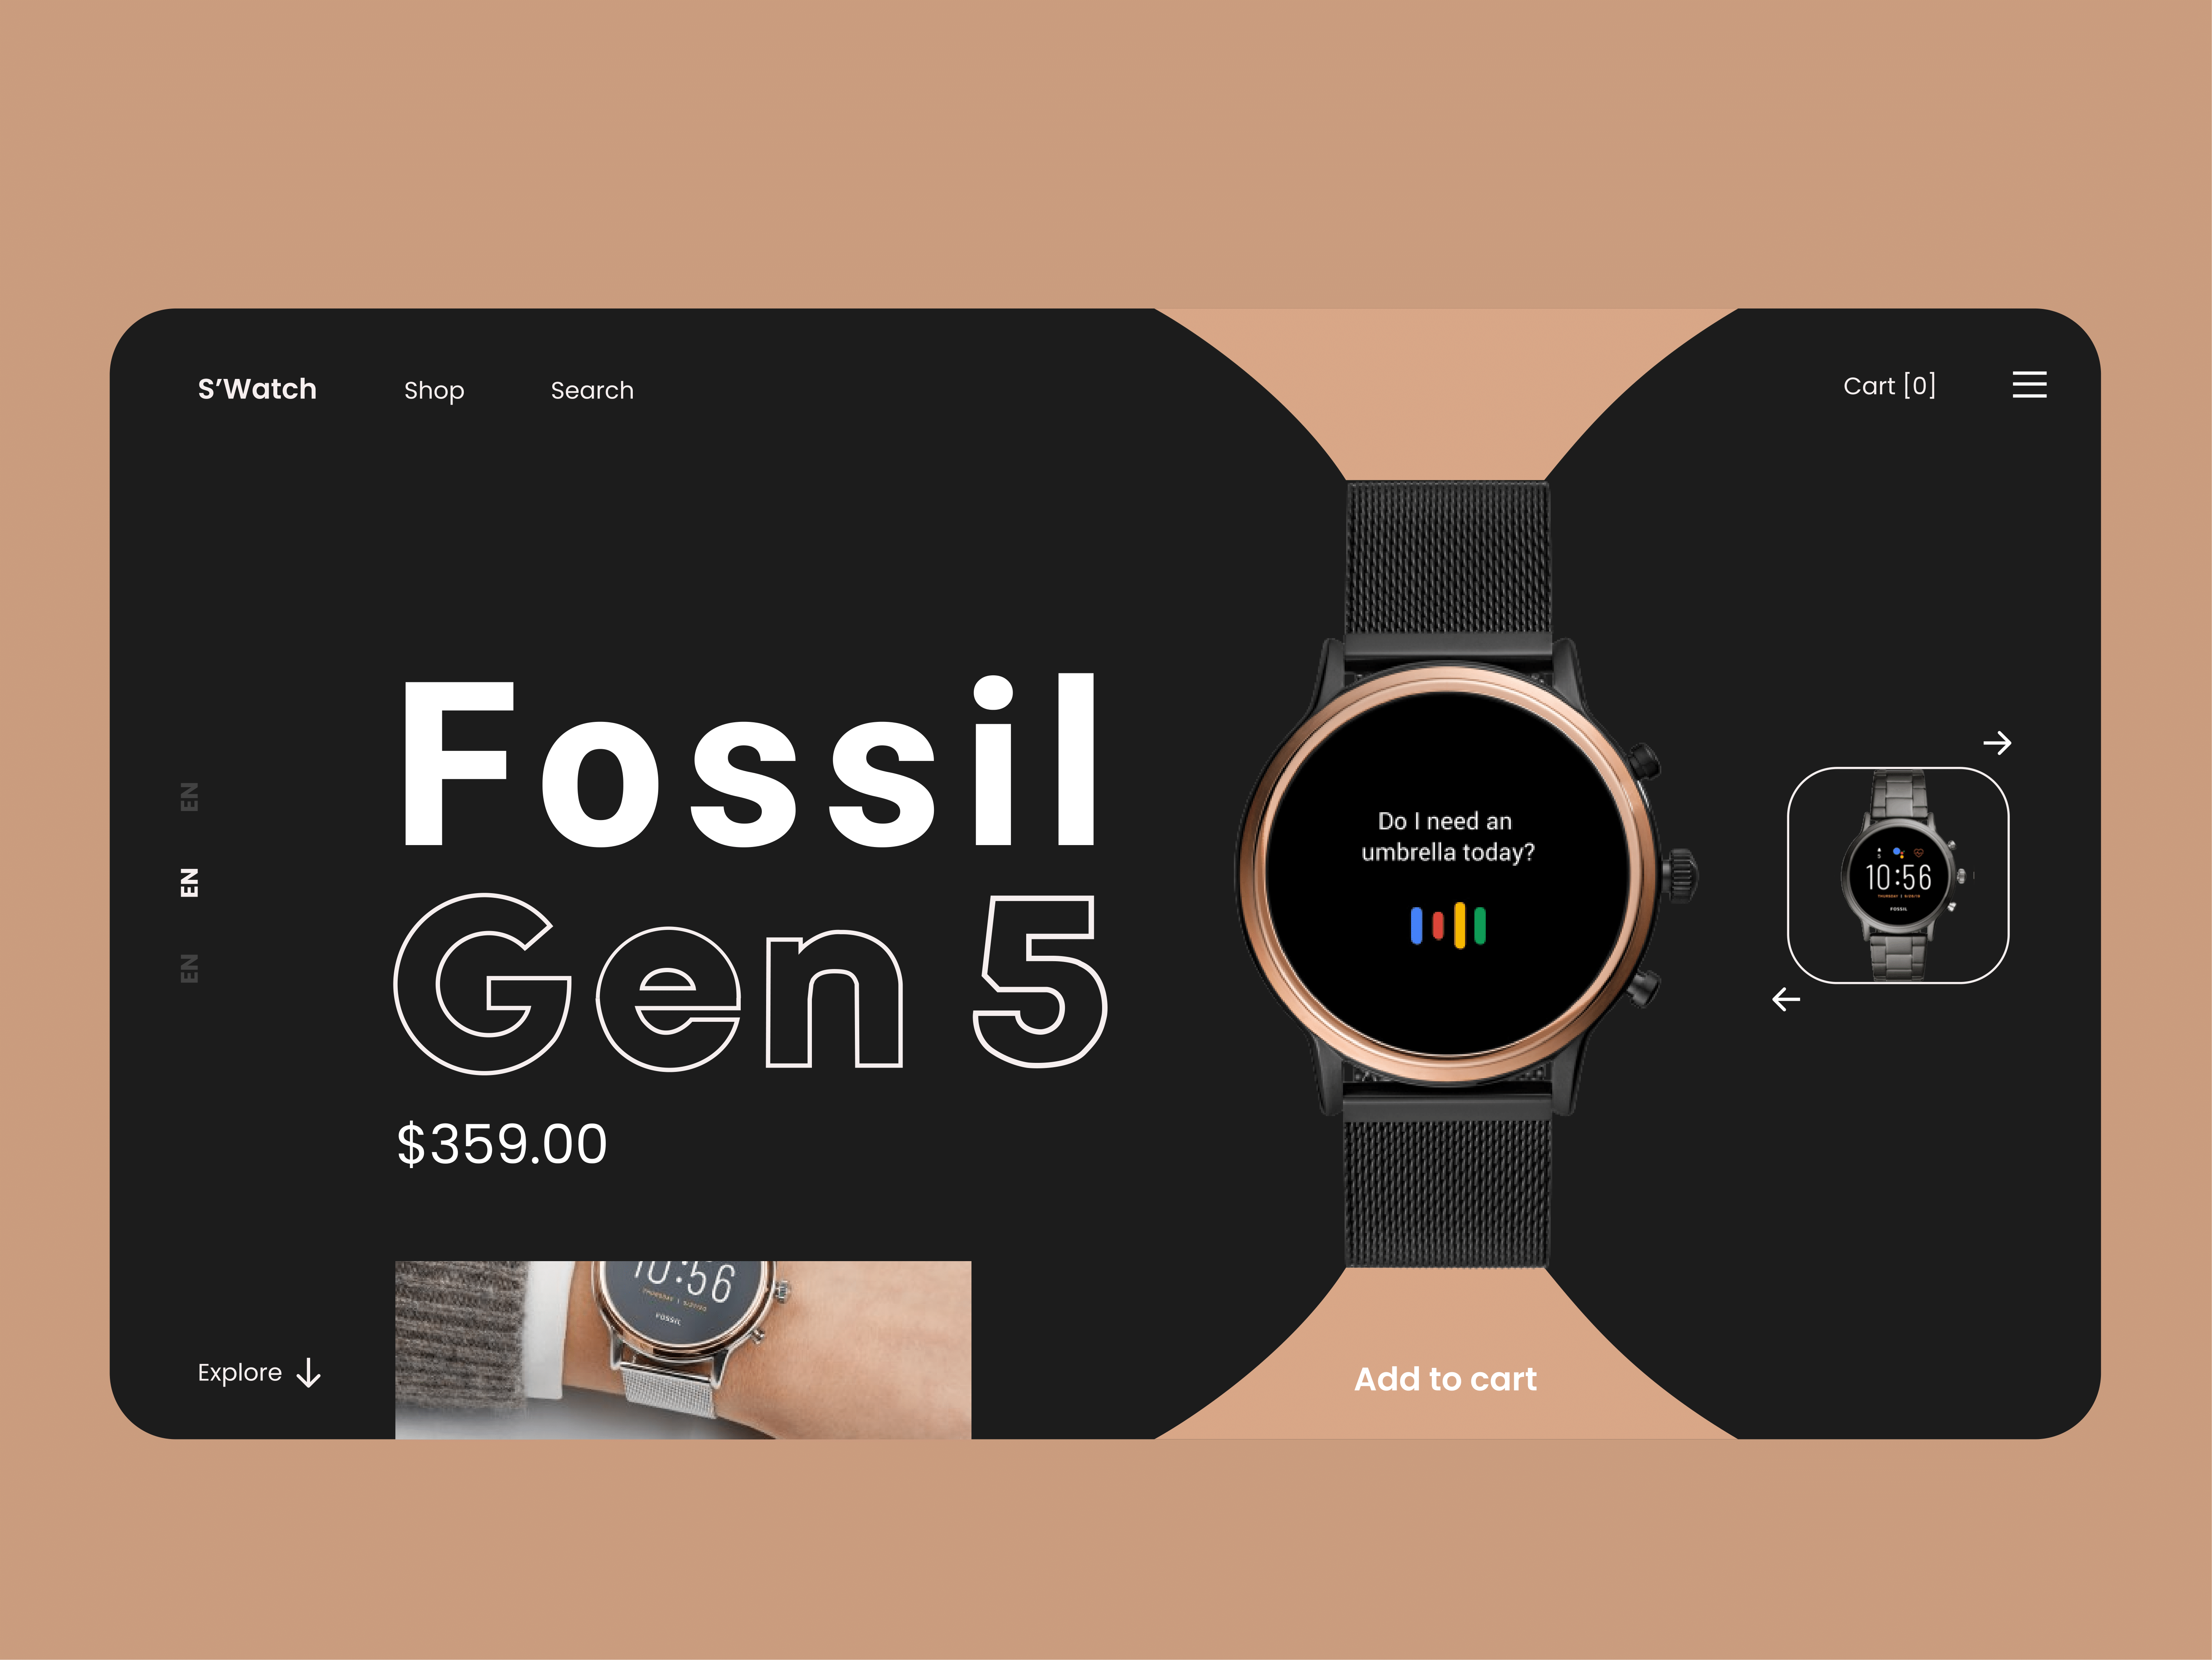 S’Watch
Shop
Search
Cart [0]
Fossil
Gen 5
$359.00
EN
EN
EN
Explore
Do I need an
umbrella today?
10:56
FOSSIL
10:56
FOSSIL
Add to cart